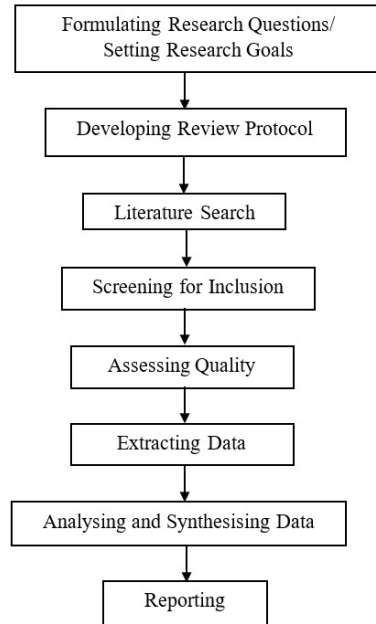 Formulating Research Questions/
Setting Research Goals
Developing Review Protocol
Literature Search
Screening for Inclusion
Assessing Quality
Extracting Data
Analysing and Synthesising Data
Reporting